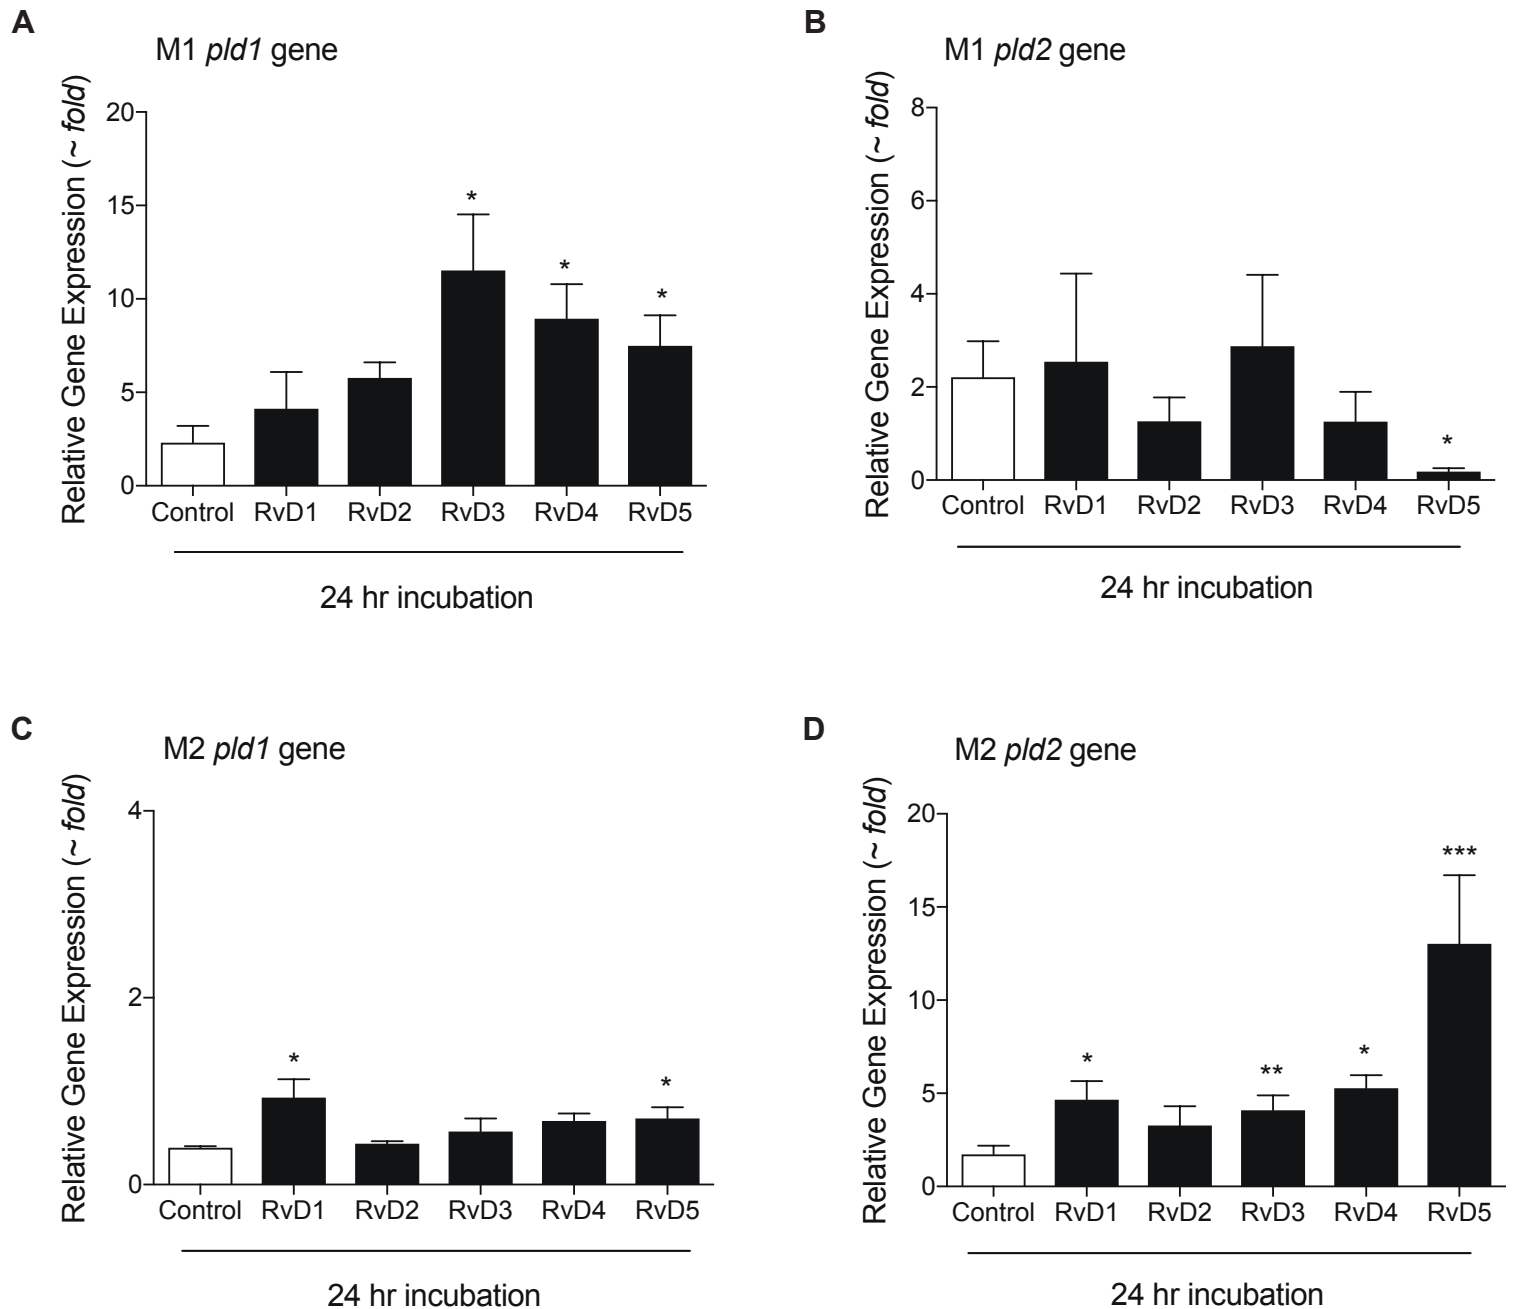 A
M1 pld1 gene
Relative Gene Expression (~ fold)
20
15
10
5
0
*
*
*
Control RvD1 RvD2 RvD3 RvD4 RvD5
24 hr incubation
B
M1 pld2 gene
Relative Gene Expression (~ fold)
8
6
4
2
0
*
Control RvD1 RvD2 RvD3 RvD4 RvD5
24 hr incubation
C
M2 pld1 gene
Relative Gene Expression (~ fold)
4
2
0
*
*
Control RvD1 RvD2 RvD3 RvD4 RvD5
24 hr incubation
D
M2 pld2 gene
Relative Gene Expression (~ fold)
20
15
10
5
0
*
**
*
***
Control RvD1 RvD2 RvD3 RvD4 RvD5
24 hr incubation